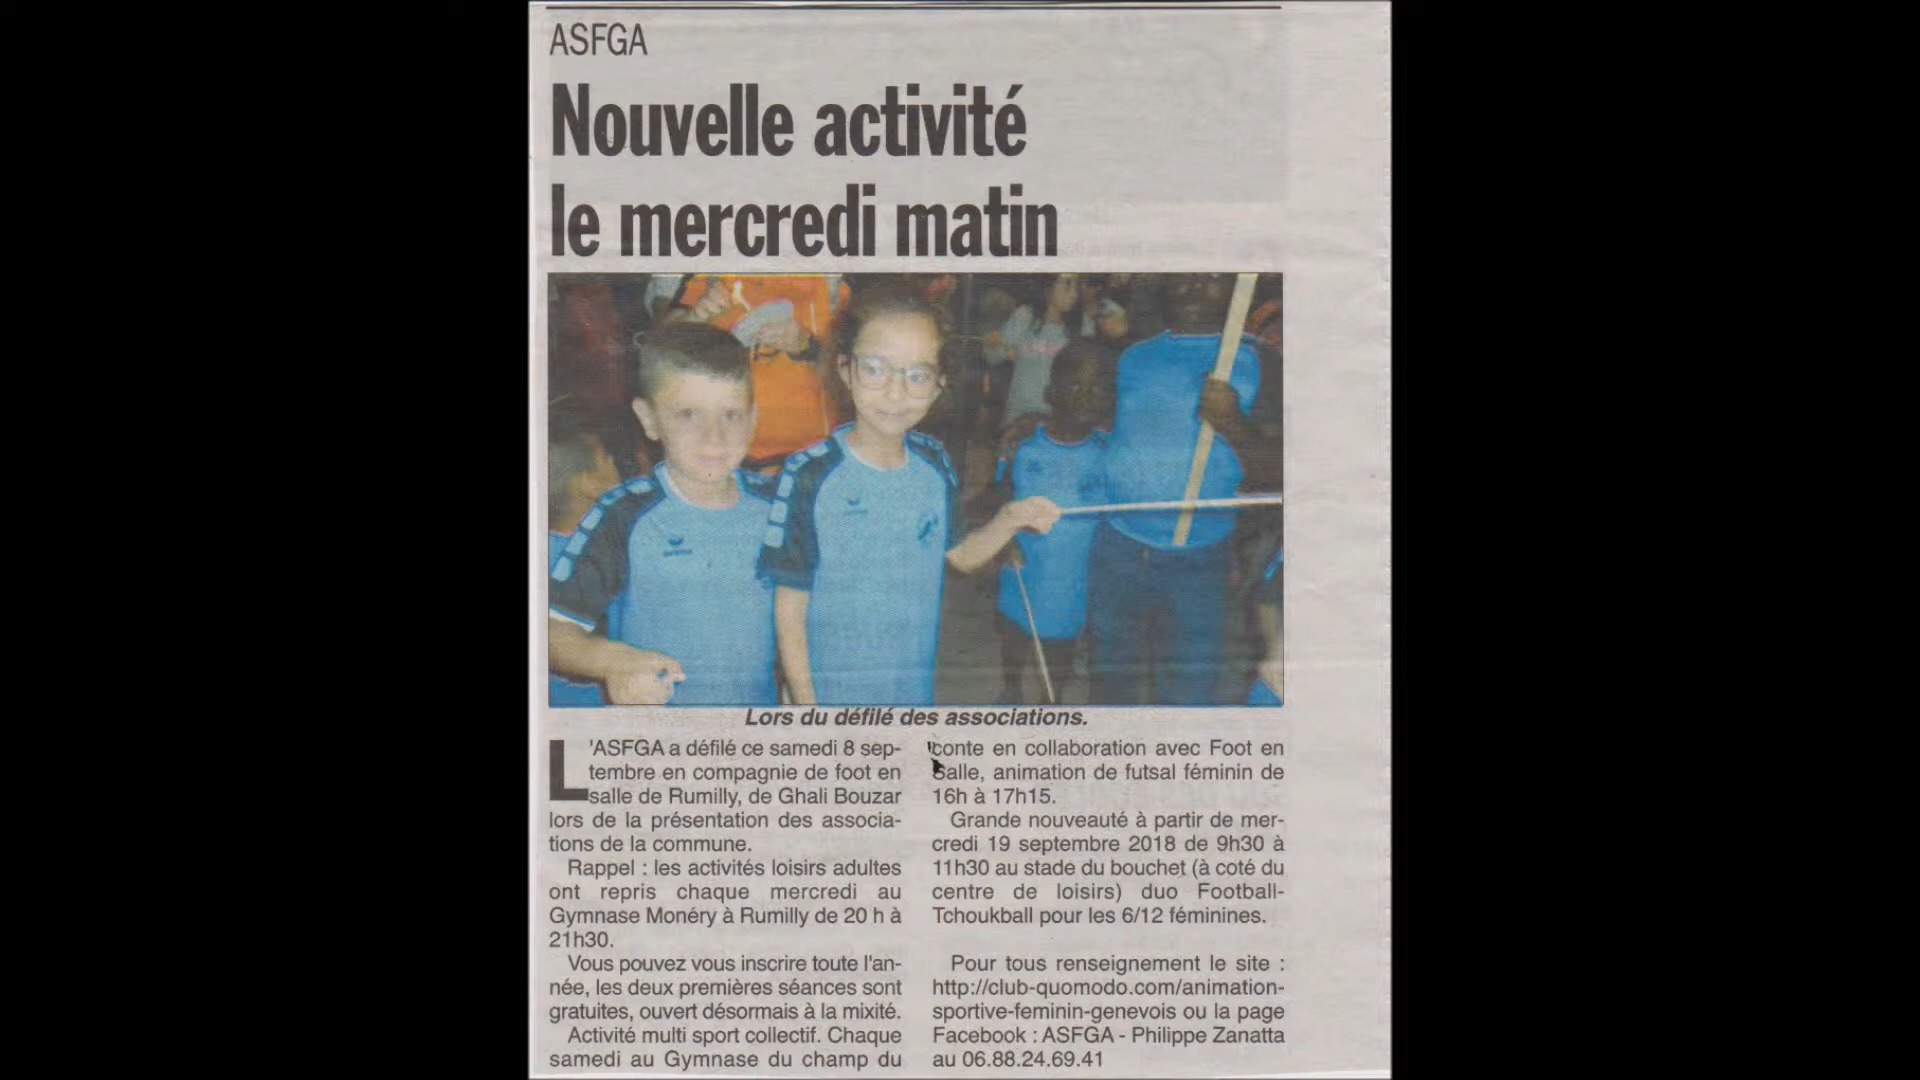 ASFGA
Nouvelle activité
le mercredi matin
Lors du défilé des associations.
L'ASFGA a défilé ce samedi 8 sep-
tembre en compagnie de foot en
salle de Rumilly, de Ghali Bouzar
lors de la présentation des associa-
tions de la commune.
Rappel : les activités loisirs adultes
ont repris chaque mercredi au
Gymnase Monéry à Rumilly de 20 h à
21h30.
Vous pouvez vous inscrire toute l'an-
née, les deux premières séances sont
gratuites, ouvert désormais à la mixité.
Activité multi sport collectif. Chaque
samedi au Gymnase du champ du
conte en collaboration avec Foot en
Salle, animation de futsal féminin de
16h à 17h15.
Grande nouveauté à partir de mer-
credi 19 septembre 2018 de 9h30 à
11h30 au stade du bouchet (à coté du
centre de loisirs) duo Football-
Tchoukball pour les 6/12 féminines.
Pour tous renseignement le site :
http://club-quomodo.com/animation-
sportive-feminin-genevois ou la page
Facebook : ASFGA - Philippe Zanatta
au 06.88.24.69.41